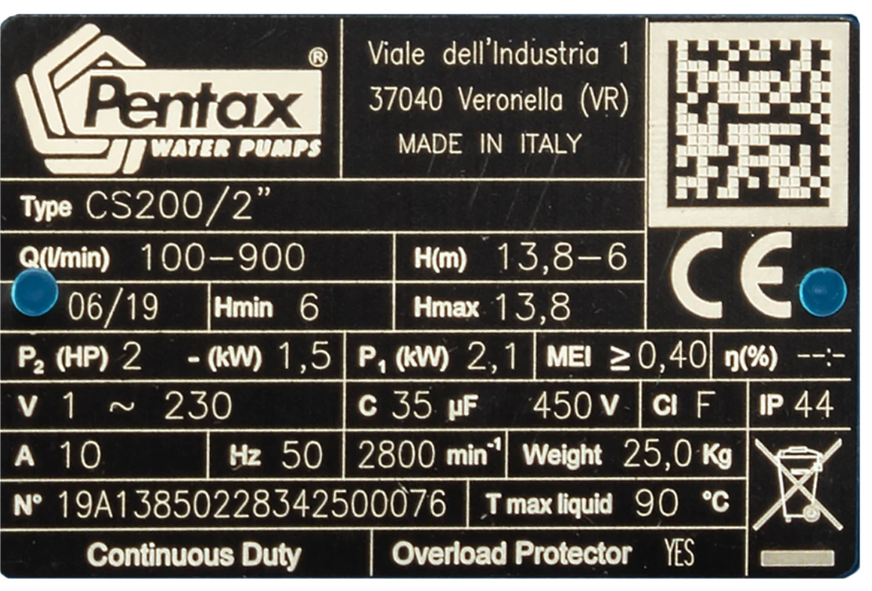 Pentax ®
WATER PUMPS
Viale dell'Industria 1
37040 Veronella (VR)
MADE IN ITALY
Type CS200/2"
Q(l/min) 100-900 H(m) 13,8-6
06/19 Hmin 6 Hmax 13,8
CE
P₂ (HP) 2 - (kW) 1,5 P₁ (kW) 2,1 MEI ≥0,40 η(%) --:-
V 1 ~ 230 C 35 µF 450 V Cl F IP 44
A 10 Hz 50 2800 min⁻¹ Weight 25,0 Kg
N° 19A13850228342500076 T max liquid 90 °C
Continuous Duty Overload Protector YES